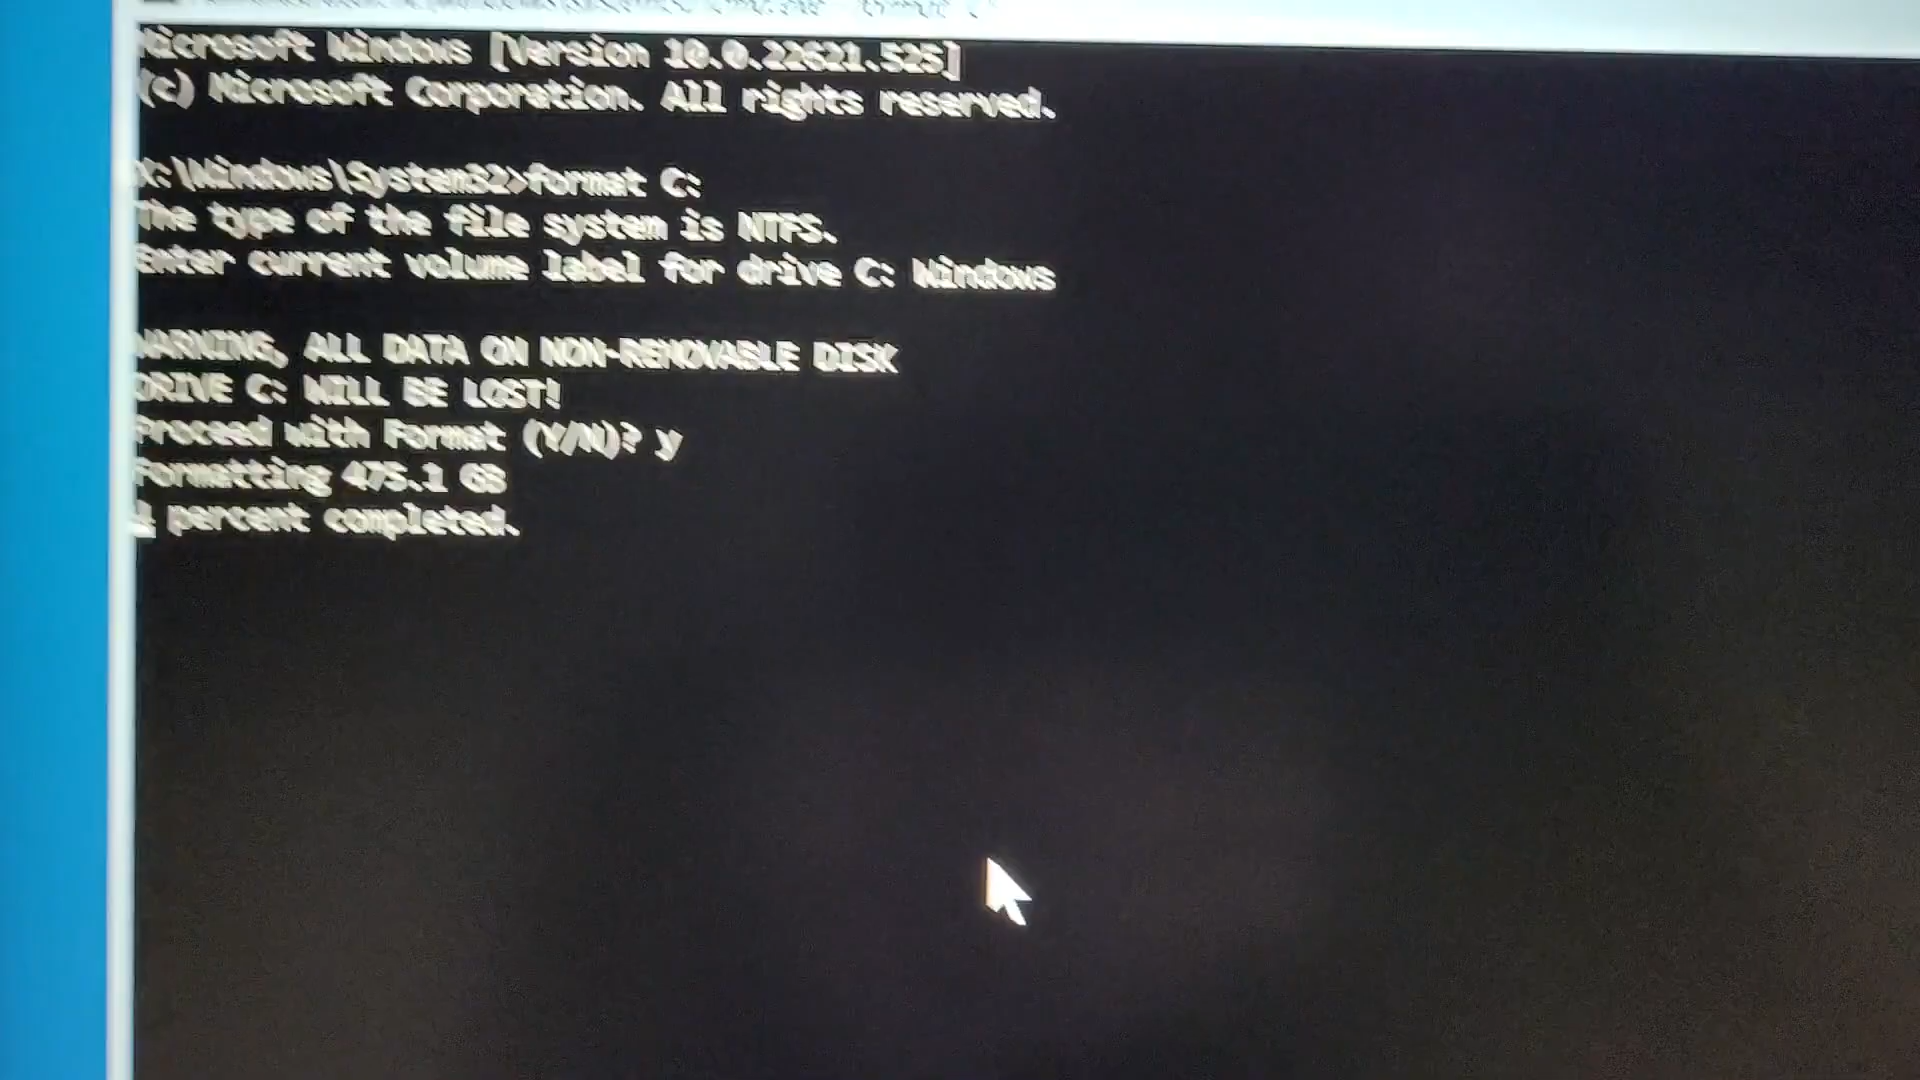 Microsoft Windows [Version 10.0.22621.525]
(c) Microsoft Corporation. All rights reserved.
X:\Windows\System32>format C:
The type of the file system is NTFS.
Enter current volume label for drive C: Windows
WARNING, ALL DATA ON NON-REMOVABLE DISK
DRIVE C: WILL BE LOST!
Proceed with Format (Y/N)? y
Formatting 475.1 GB
percent completed.